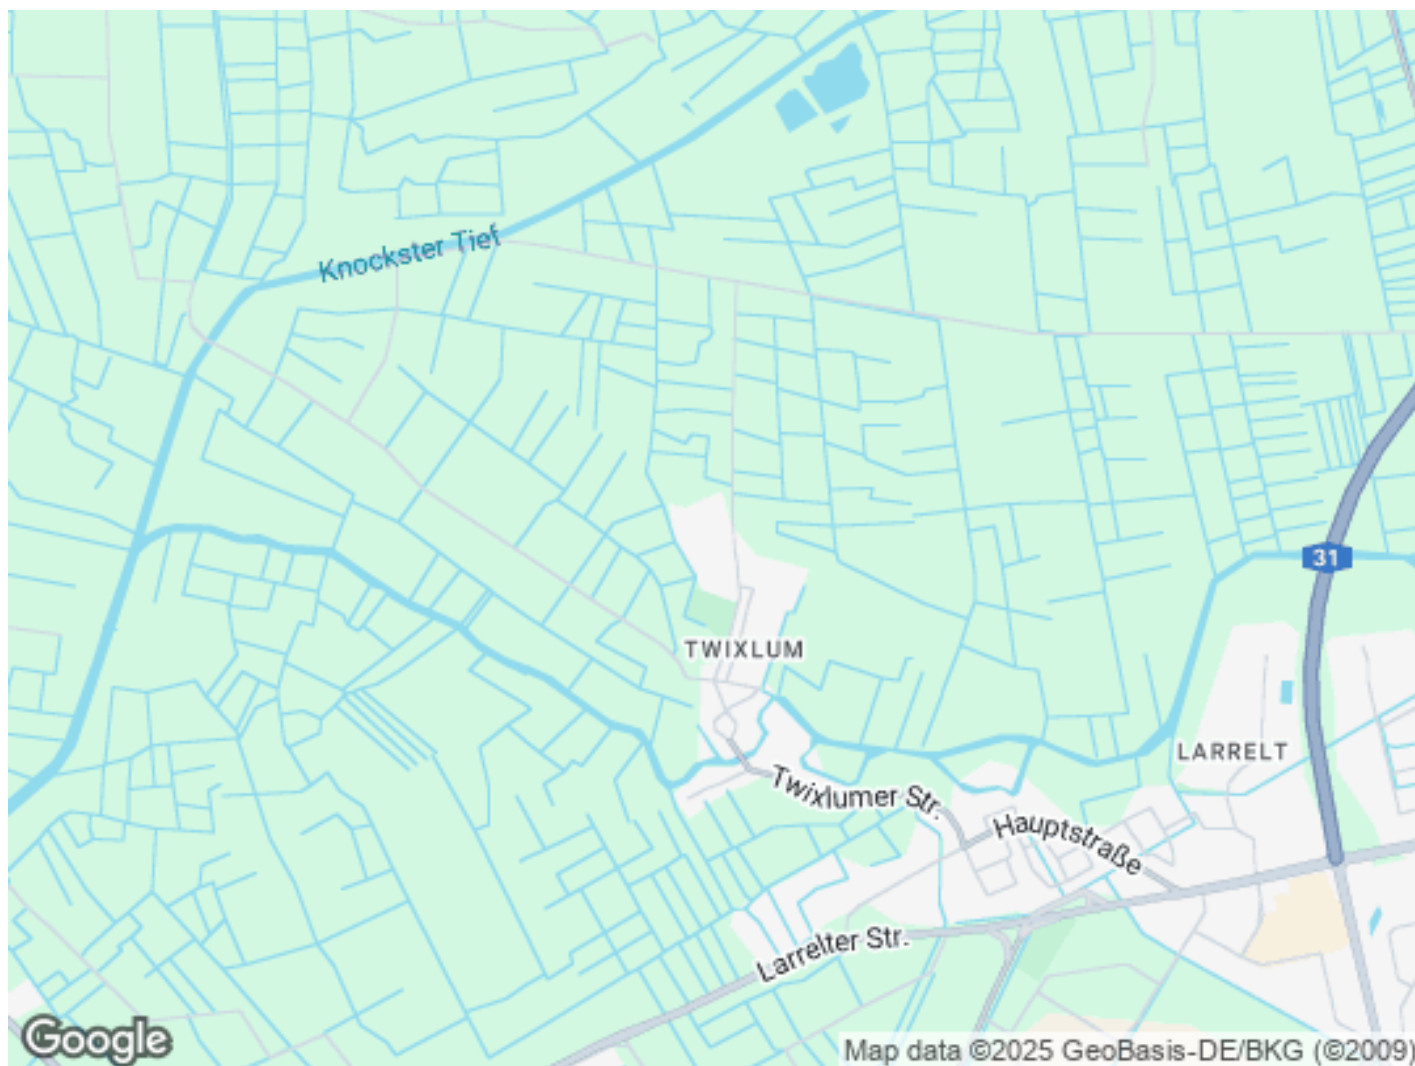 Knockster Tief
31
TWIXLUM
LARRELT
Twixlumer Str.
Hauptstraße
Larrelter Str.
Google
Map data ©2025 GeoBasis-DE/BKG (©2009)